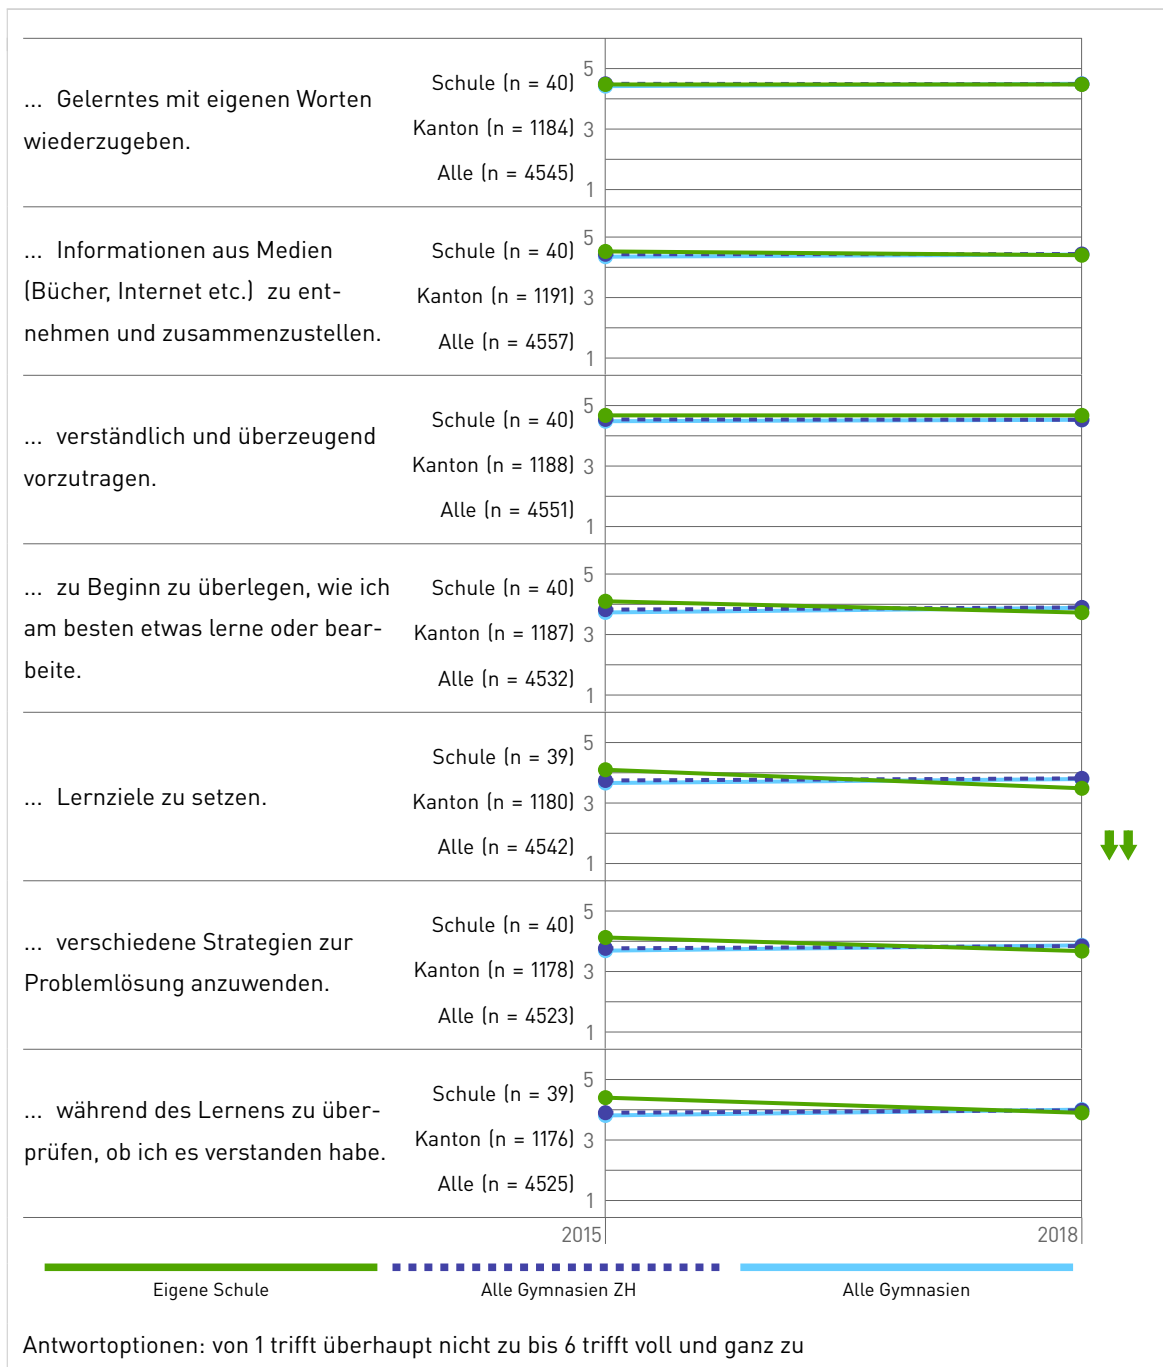 ... Gelerntes mit eigenen Worten
wiederzugeben.
Schule (n = 40)
Kanton (n = 1184)
Alle (n = 4545)
5
3
1
... Informationen aus Medien
(Bücher, Internet etc.) zu ent-
nehmen und zusammenzustellen.
Schule (n = 40)
Kanton (n = 1191)
Alle (n = 4557)
5
3
1
... verständlich und überzeugend
vorzutragen.
Schule (n = 40)
Kanton (n = 1188)
Alle (n = 4551)
5
3
1
... zu Beginn zu überlegen, wie ich
am besten etwas lerne oder bear-
beite.
Schule (n = 40)
Kanton (n = 1187)
Alle (n = 4532)
5
3
1
... Lernziele zu setzen.
Schule (n = 39)
Kanton (n = 1180)
Alle (n = 4542)
5
3
1
... verschiedene Strategien zur
Problemlösung anzuwenden.
Schule (n = 40)
Kanton (n = 1178)
Alle (n = 4523)
5
3
1
... während des Lernens zu über-
prüfen, ob ich es verstanden habe.
Schule (n = 39)
Kanton (n = 1176)
Alle (n = 4525)
5
3
1
2015 2018
Eigene Schule Alle Gymnasien ZH Alle Gymnasien
Antwortoptionen: von 1 trifft überhaupt nicht zu bis 6 trifft voll und ganz zu